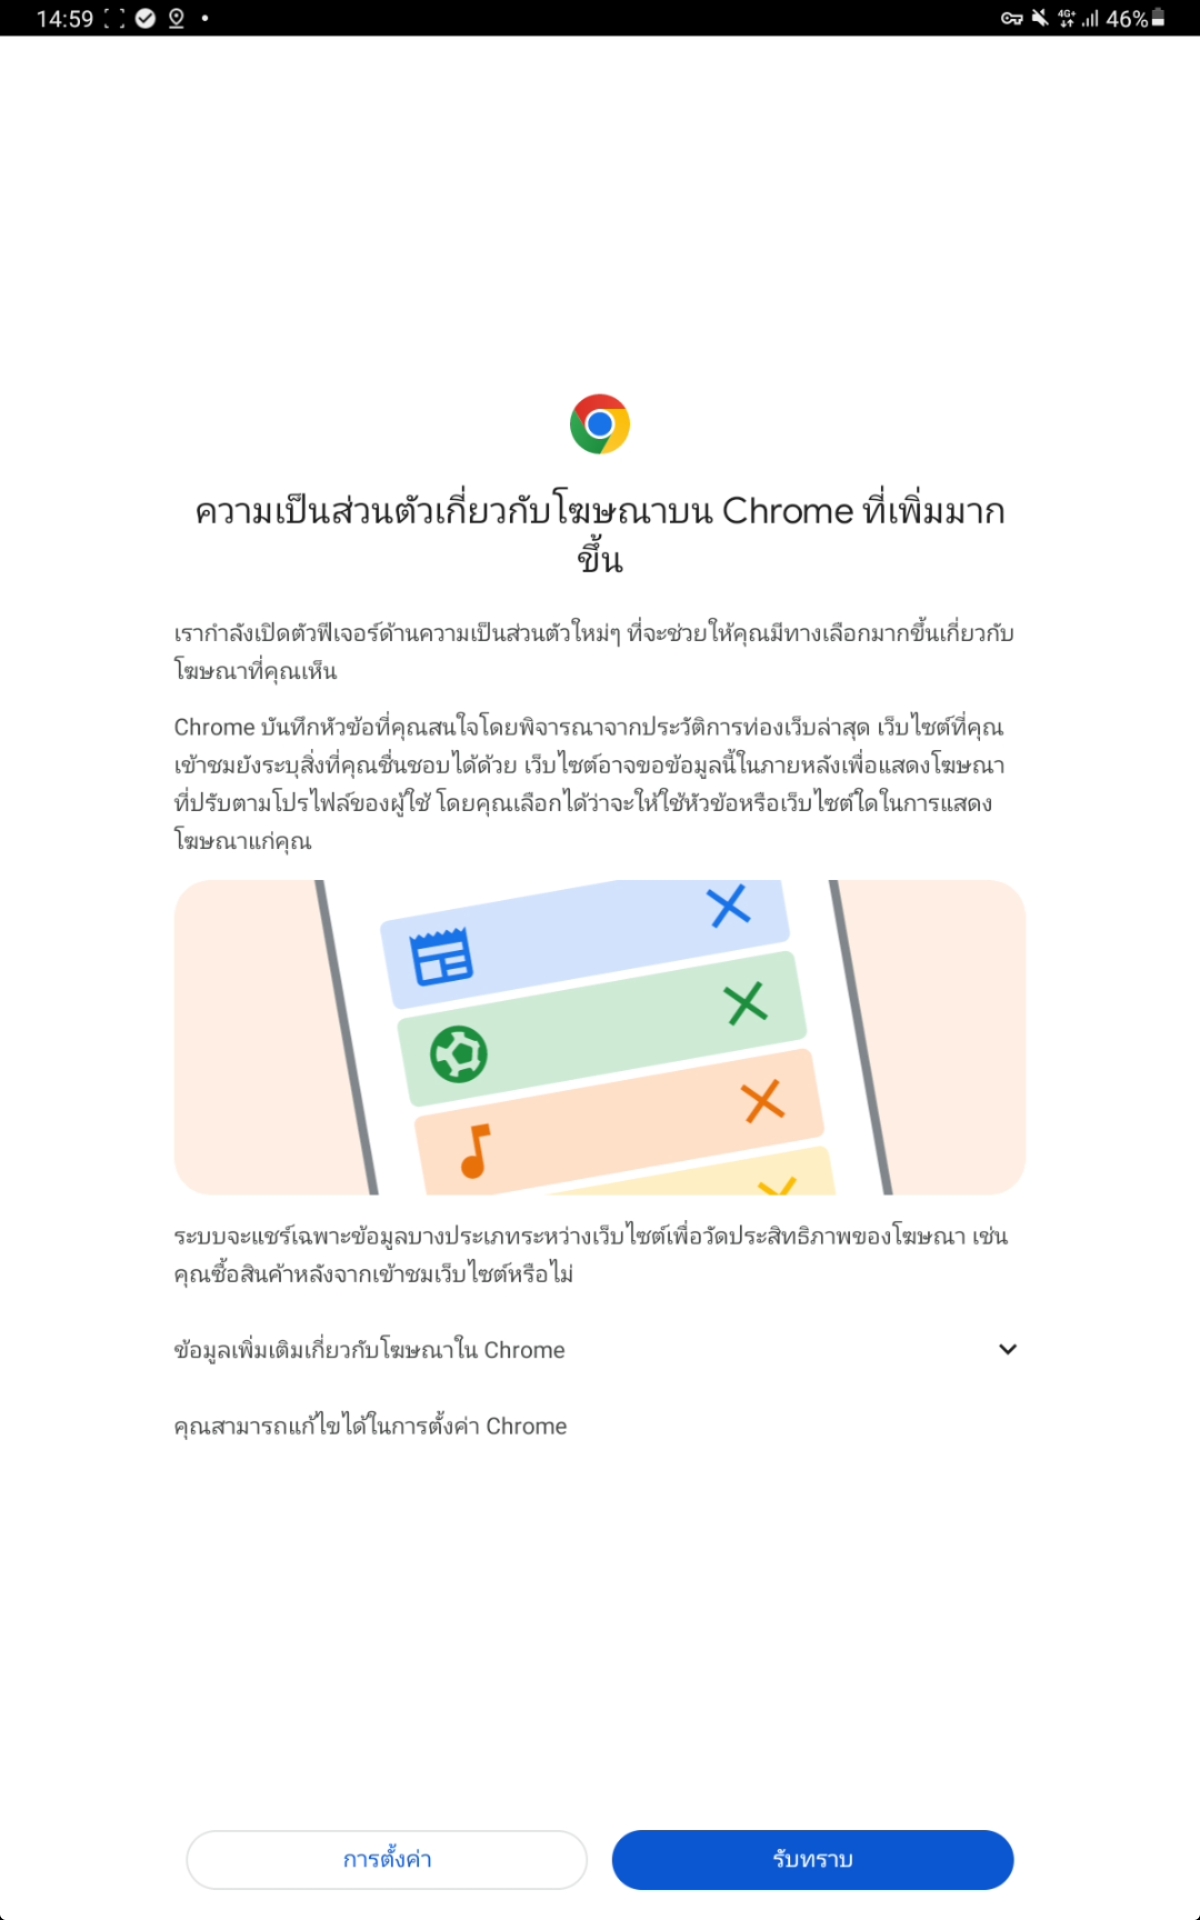 14:59
4G+ 46%
ความเป็นส่วนตัวเกี่ยวกับโฆษณาบน Chrome ที่เพิ่มมาก
ขึ้น
เรากำลังเปิดตัวฟีเจอร์ด้านความเป็นส่วนตัวใหม่ๆ ที่จะช่วยให้คุณมีทางเลือกมากขึ้นเกี่ยวกับ
โฆษณาที่คุณเห็น
Chrome บันทึกหัวข้อที่คุณสนใจโดยพิจารณาจากประวัติการท่องเว็บล่าสุด เว็บไซต์ที่คุณ
เข้าชมยังระบุสิ่งที่คุณชื่นชอบได้ด้วย เว็บไซต์อาจขอข้อมูลนี้ในภายหลังเพื่อแสดงโฆษณา
ที่ปรับตามโปรไฟล์ของผู้ใช้ โดยคุณเลือกได้ว่าจะให้ใช้หัวข้อหรือเว็บไซต์ใดในการแสดง
โฆษณาแก่คุณ
ระบบจะแชร์เฉพาะข้อมูลบางประเภทระหว่างเว็บไซต์เพื่อวัดประสิทธิภาพของโฆษณา เช่น
คุณซื้อสินค้าหลังจากเข้าชมเว็บไซต์หรือไม่
ข้อมูลเพิ่มเติมเกี่ยวกับโฆษณาใน Chrome
คุณสามารถแก้ไขได้ในการตั้งค่า Chrome
การตั้งค่า
รับทราบ